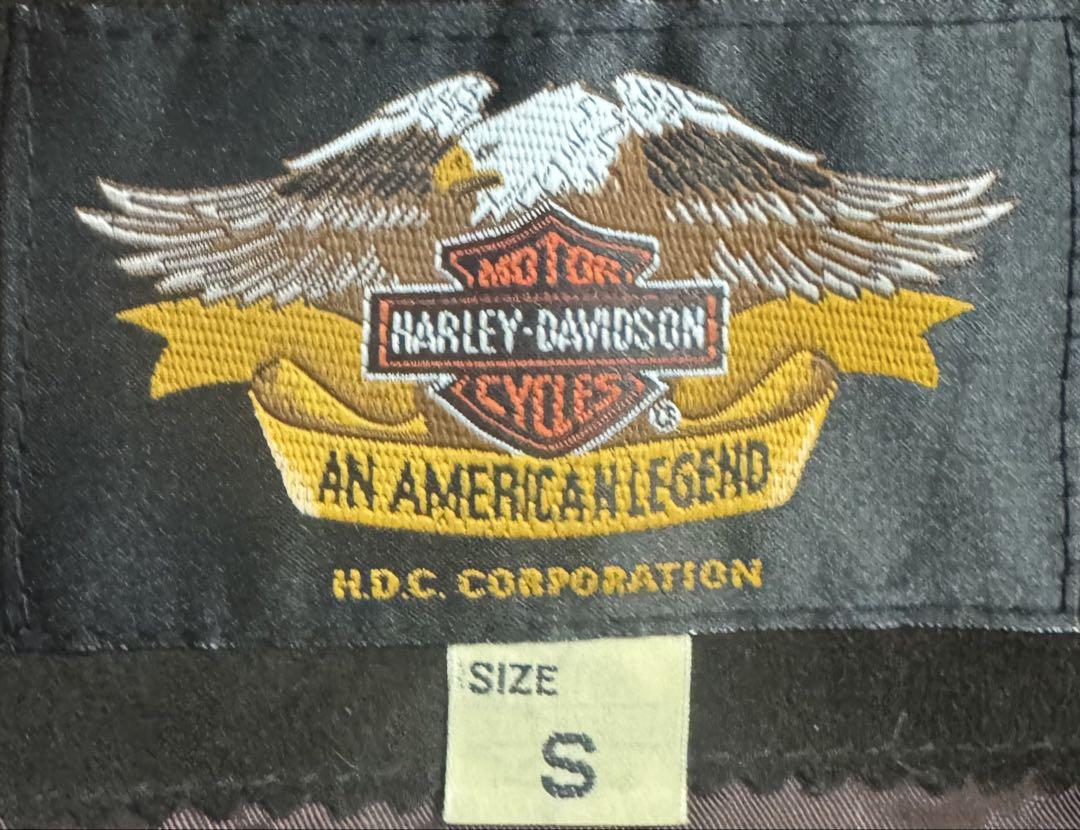 MOTOR
HARLEY-DAVIDSON
CYCLES
®
AN AMERICAN LEGEND
H.D.C. CORPORATION
SIZE
S